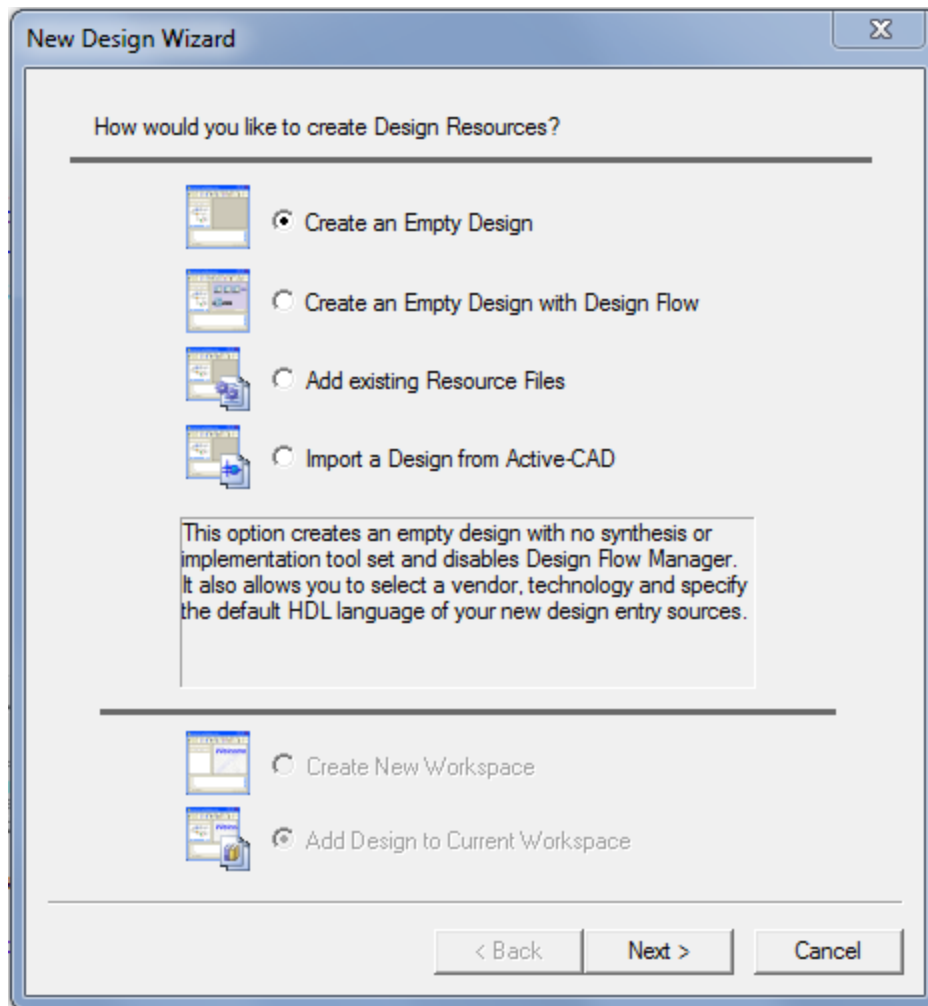 New Design Wizard
How would you like to create Design Resources?
Create an Empty Design
Create an Empty Design with Design Flow
Add existing Resource Files
Import a Design from Active-CAD
This option creates an empty design with no synthesis or
implementation tool set and disables Design Flow Manager.
It also allows you to select a vendor, technology and specify
the default HDL language of your new design entry sources.
Create New Workspace
Add Design to Current Workspace
< Back
Next >
Cancel